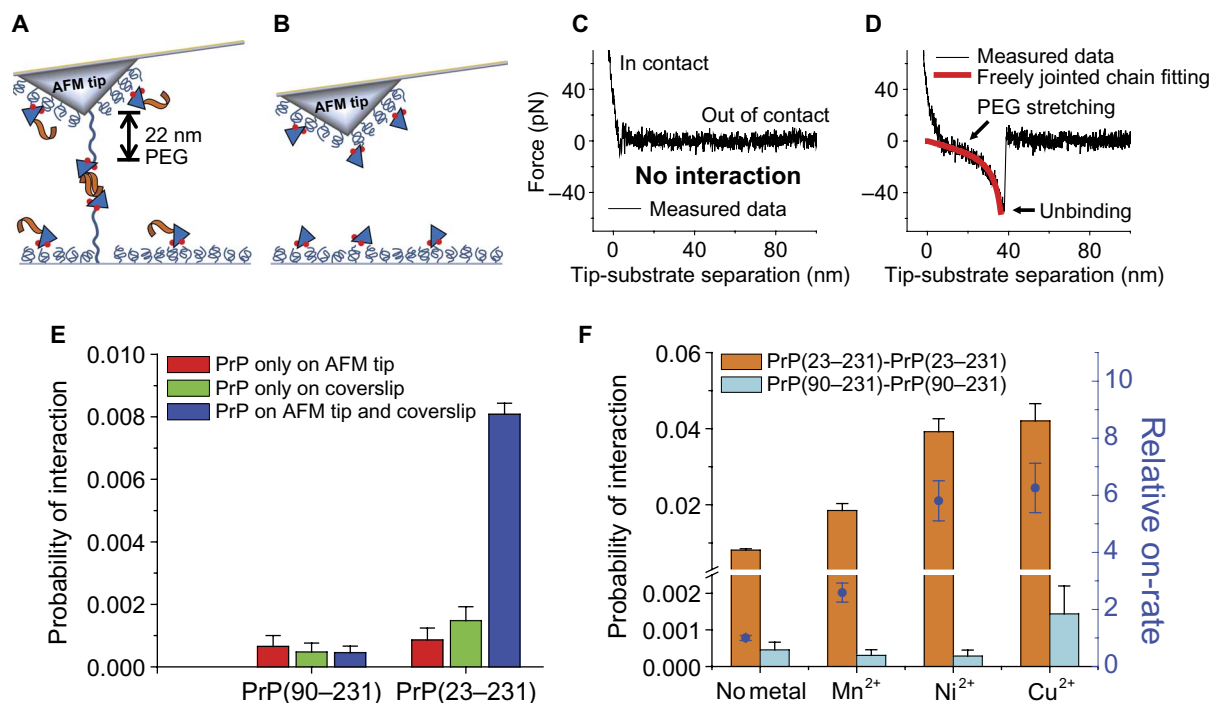 A
AFM tip
22 nm
PEG
B
AFM tip
C
In contact
Out of contact
No interaction
Measured data
Force (pN)
40
0
−40
0
40
80
Tip-substrate separation (nm)
D
Measured data
Freely jointed chain fitting
PEG stretching
Unbinding
40
0
−40
0
40
80
Tip-substrate separation (nm)
E
PrP only on AFM tip
PrP only on coverslip
PrP on AFM tip and coverslip
Probability of interaction
0.010
0.008
0.006
0.004
0.002
0.000
PrP(90–231)
PrP(23–231)
F
PrP(23–231)-PrP(23–231)
PrP(90–231)-PrP(90–231)
Probability of interaction
0.06
0.04
0.02
0.002
0.001
0.000
Relative on-rate
10
8
6
4
2
0
No metal
Mn²⁺
Ni²⁺
Cu²⁺